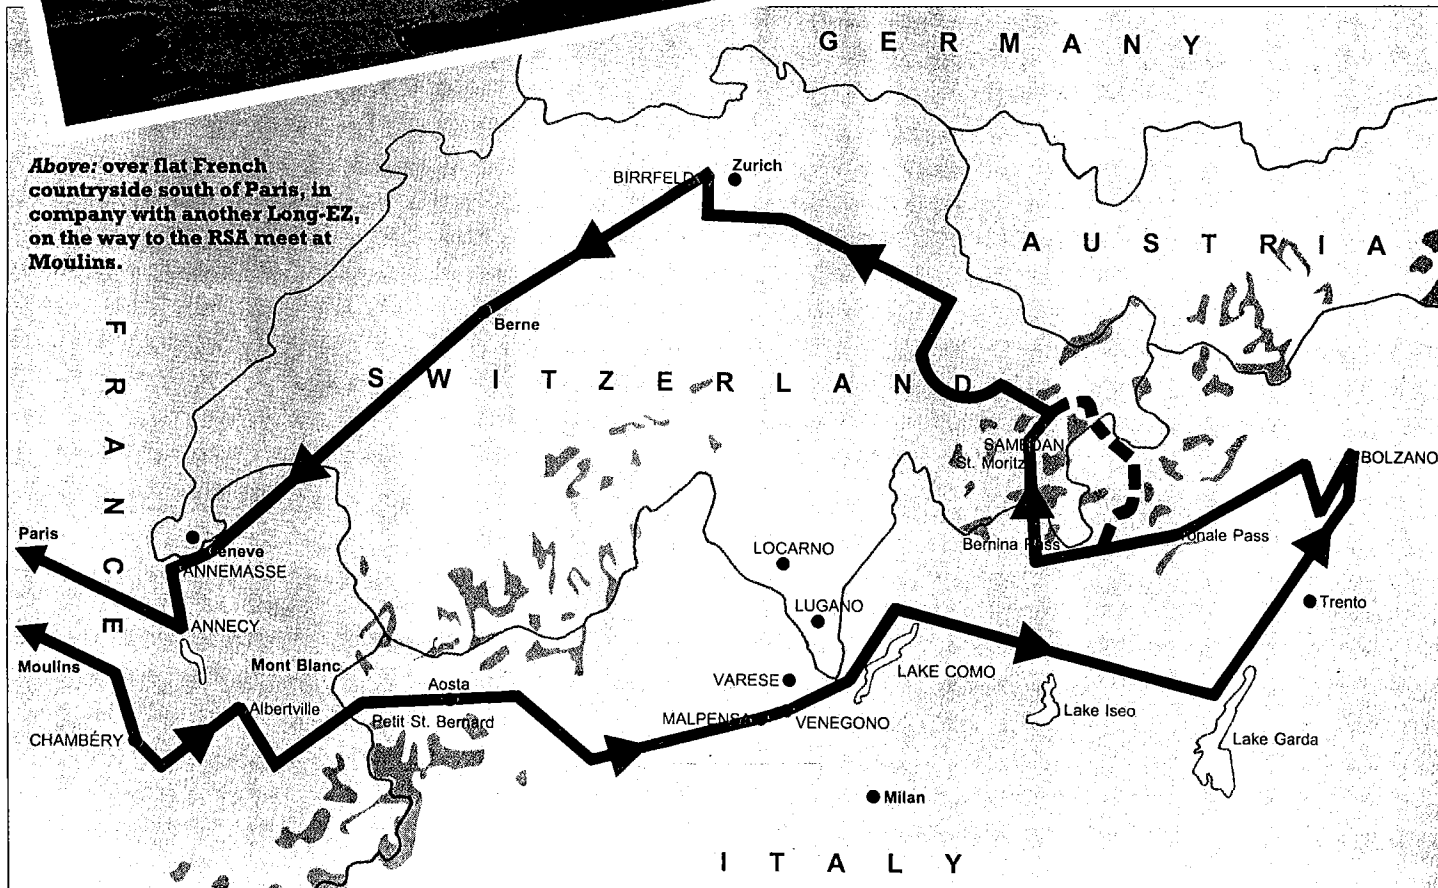 G E R M A N Y
Above: over flat French
countryside south of Paris, in
company with another Long-EZ,
on the way to the RSA meet at
Moulins.
BIRRFELD
Zurich
A U S T R I A
F R A N C E
Berne
S W I T Z E R L A N D
SAMEDAN
St. Moritz
BOLZANO
Paris
Geneve
ANNEMASSE
LOCARNO
Bernina Pass
Tonale Pass
LUGANO
Trento
ANNECY
Moulins
Mont Blanc
Aosta
VARESE
LAKE COMO
Albertville
Petit St. Bernard
MALPENSA
VENEGONO
Lake Iseo
CHAMBÉRY
Lake Garda
Milan
I T A L Y